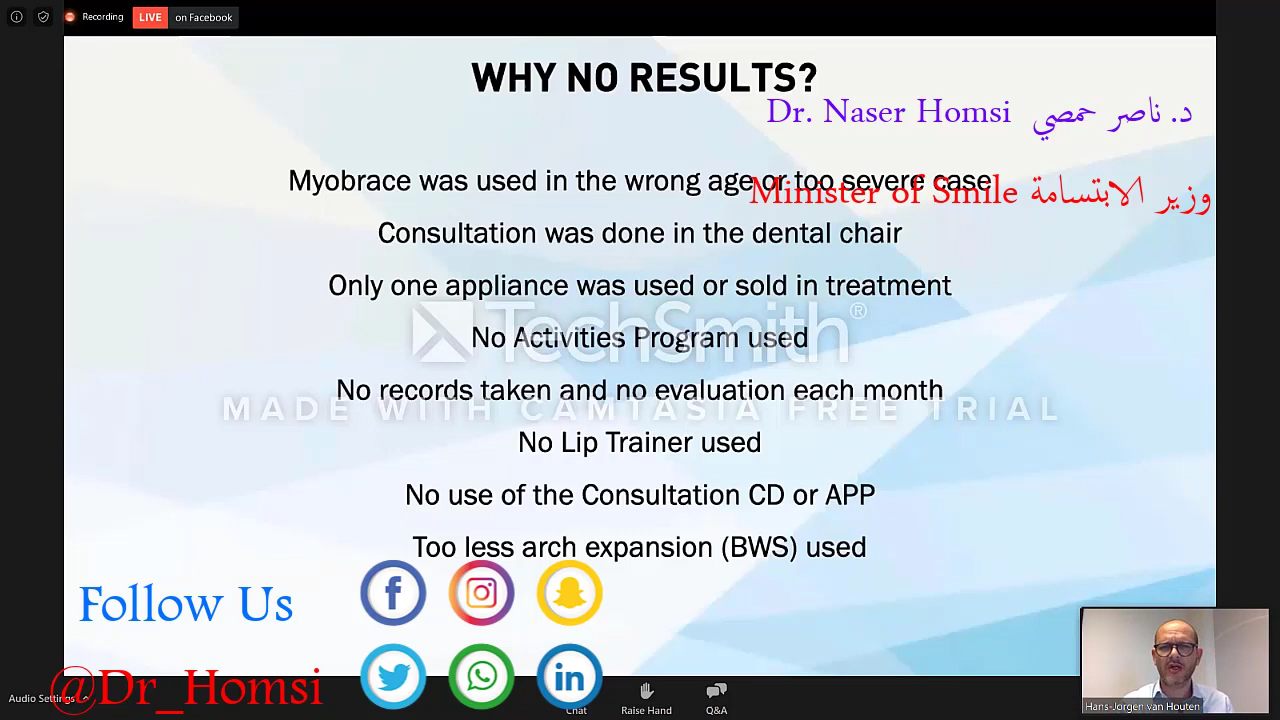 Recording LIVE on Facebook
WHY NO RESULTS?
Dr. Naser Homsi د. ناصر حمصي
Myobrace was used in the wrong age or too severe case
Minister of Smile وزير الابتسامة
Consultation was done in the dental chair
Only one appliance was used or sold in treatment
TechSmith®
No Activities Program used
No records taken and no evaluation each month
MADE WITH CAMTASIA FREE TRIAL
No Lip Trainer used
No use of the Consultation CD or APP
Too less arch expansion (BWS) used
Follow Us
@Dr_Homsi
Audio Settings
Chat
Raise Hand
Q&A
Hans-Jorgen van Houten